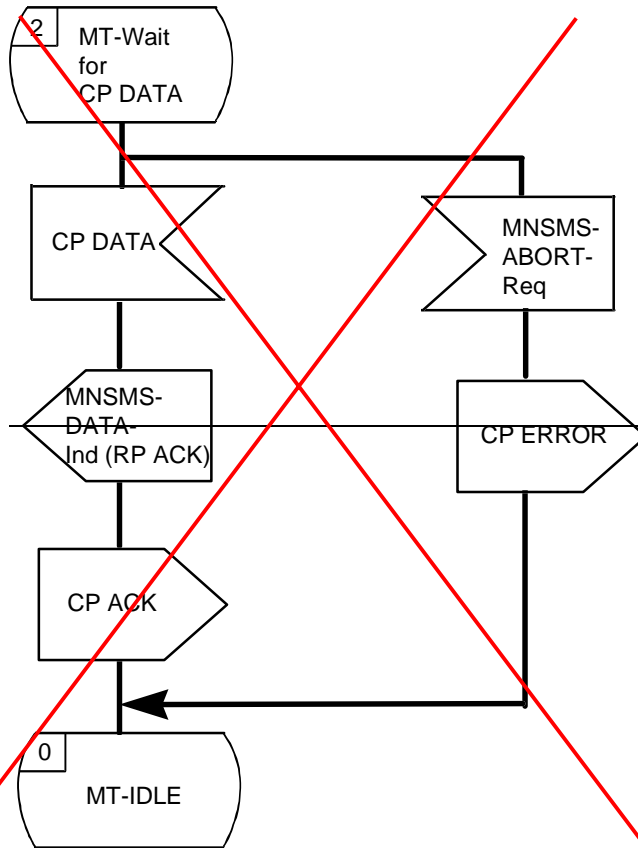 2
MT-Wait
for
CP DATA
CP DATA
MNSMS-
ABORT-
Req
MNSMS-
DATA-
Ind (RP ACK)
CP ERROR
CP ACK
0
MT-IDLE